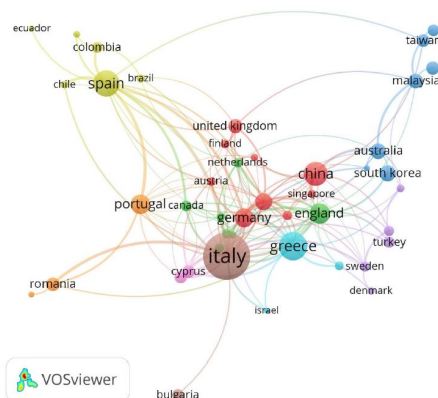 ecuador
colombia
taiwan
chile
spain
brazil
malaysia
united kingdom
finland
netherlands
australia
austria
china
south korea
singapore
portugal
canada
germany
england
turkey
italy
greece
cyprus
sweden
romania
denmark
israel
VOSviewer
bulgaria